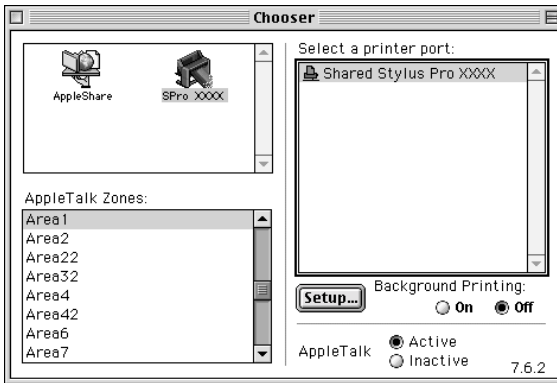 Chooser
AppleShare
SPro XXXX
AppleTalk Zones:
Area1
Area2
Area22
Area32
Area4
Area42
Area6
Area7
Select a printer port:
Shared Stylus Pro XXXX
Setup...
Background Printing:
On Off
AppleTalk
Active
Inactive
7.6.2